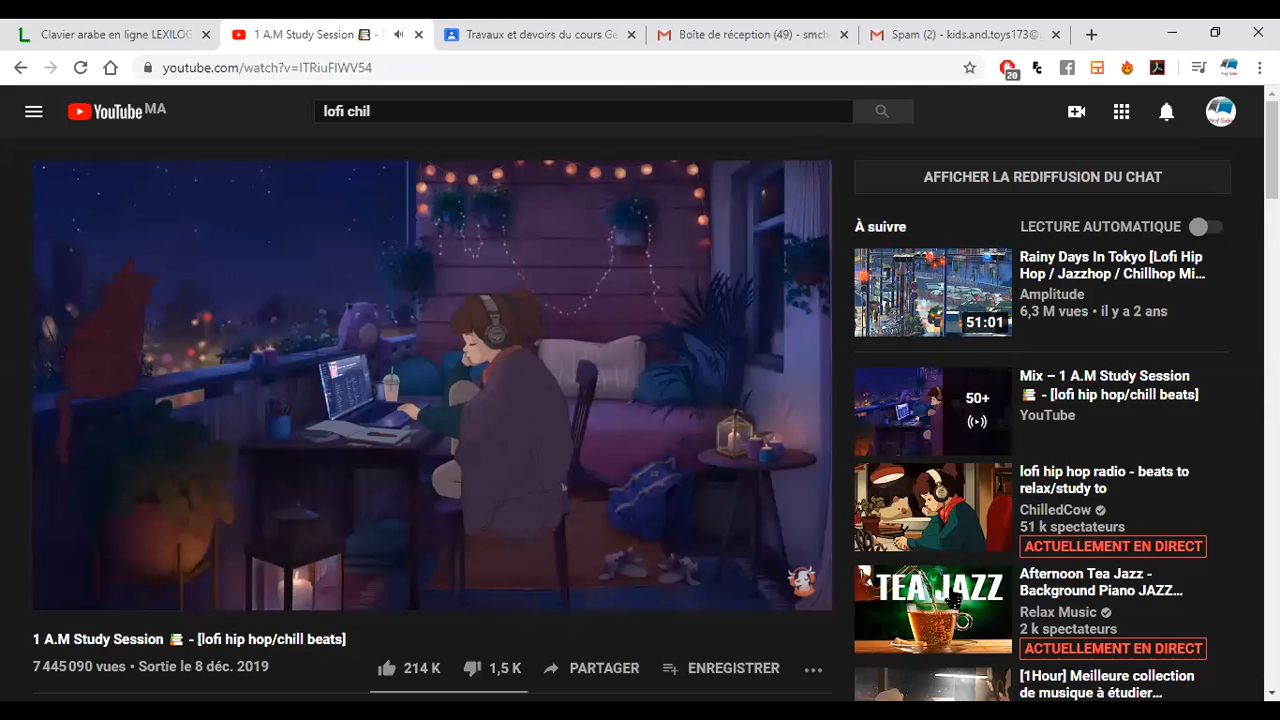 Clavier arabe en ligne LEXILOG
1 A.M Study Session 📚 -
Travaux et devoirs du cours Ge
Boîte de réception (49) - smche
Spam (2) - kids.and.toys173@g
youtube.com/watch?v=lTRiuFIWV54
20
YouTube MA
lofi chil
AFFICHER LA REDIFFUSION DU CHAT
À suivre
LECTURE AUTOMATIQUE
Rainy Days In Tokyo [Lofi Hip
Hop / Jazzhop / Chillhop Mi...
Amplitude
6,3 M vues • il y a 2 ans
51:01
Mix – 1 A.M Study Session
📚 - [lofi hip hop/chill beats]
YouTube
50+
lofi hip hop radio - beats to
relax/study to
ChilledCow
51 k spectateurs
ACTUELLEMENT EN DIRECT
TEA JAZZ
Afternoon Tea Jazz -
Background Piano JAZZ...
Relax Music
2 k spectateurs
ACTUELLEMENT EN DIRECT
[1Hour] Meilleure collection
de musique à étudier...
1 A.M Study Session 📚 - [lofi hip hop/chill beats]
7 445 090 vues • Sortie le 8 déc. 2019
214 K
1,5 K
PARTAGER
ENREGISTRER